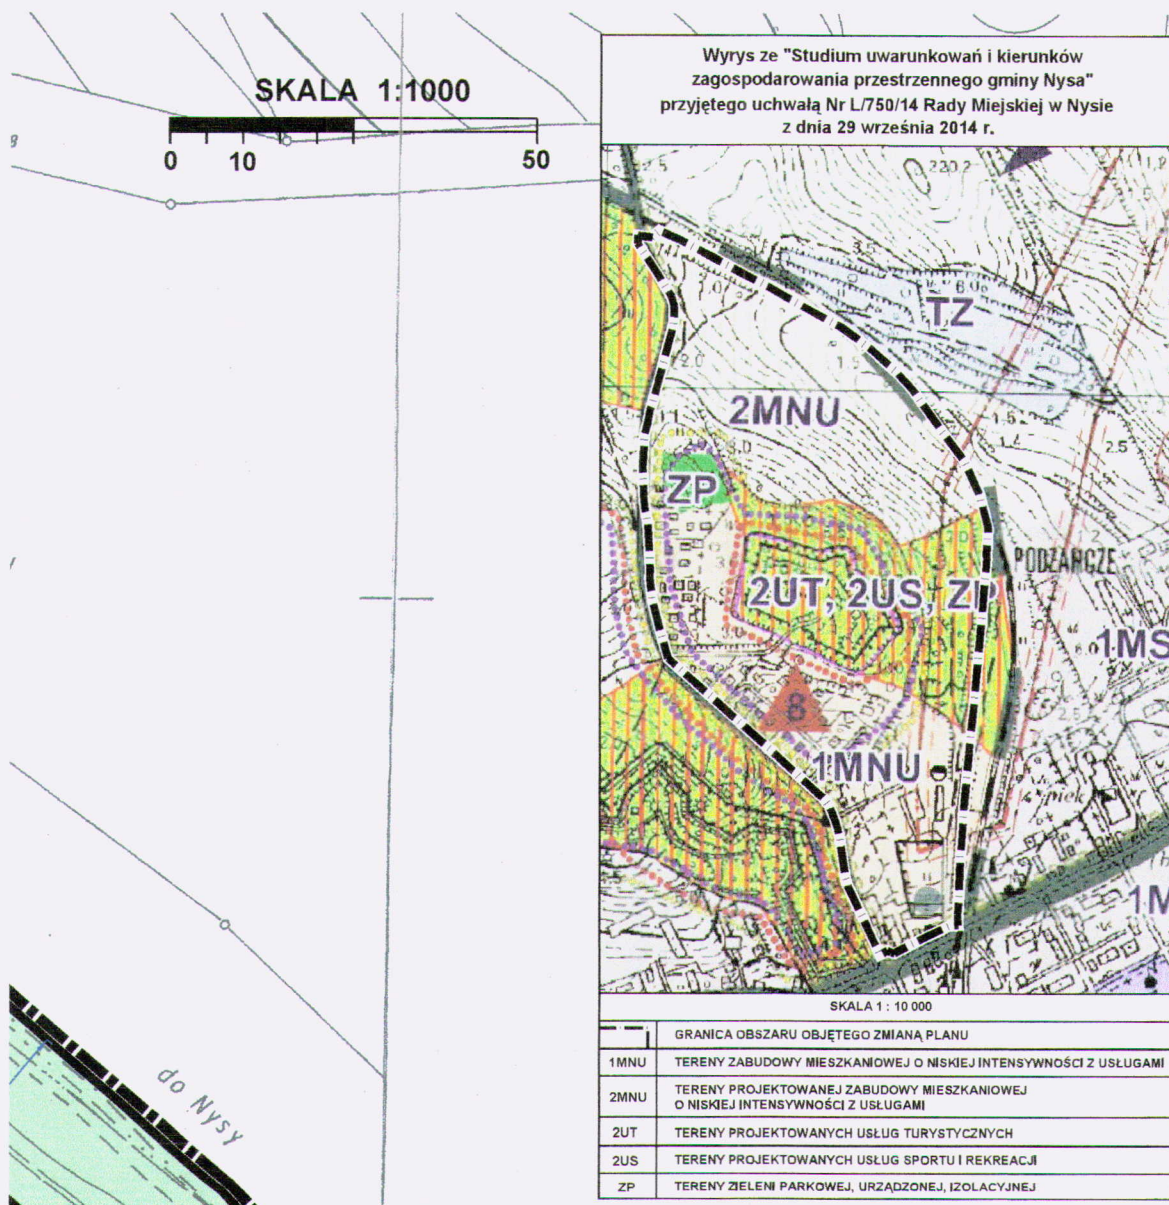 SKALA 1:1000
0 10 50
Wyrys ze "Studium uwarunkowań i kierunków
zagospodarowania przestrzennego gminy Nysa"
przyjętego uchwałą Nr L/750/14 Rady Miejskiej w Nysie
z dnia 29 września 2014 r.
220.2
TZ
2MNU
ZP
PODZAMCZE
2UT, 2US, ZP
1MS
8
1MNU
do Nysy
SKALA 1 : 10 000
GRANICA OBSZARU OBJĘTEGO ZMIANĄ PLANU
1MNU TERENY ZABUDOWY MIESZKANIOWEJ O NISKIEJ INTENSYWNOŚCI Z USŁUGAMI
2MNU TERENY PROJEKTOWANEJ ZABUDOWY MIESZKANIOWEJ
O NISKIEJ INTENSYWNOŚCI Z USŁUGAMI
2UT TERENY PROJEKTOWANYCH USŁUG TURYSTYCZNYCH
2US TERENY PROJEKTOWANYCH USŁUG SPORTU I REKREACJI
ZP TERENY ZIELENI PARKOWEJ, URZĄDZONEJ, IZOLACYJNEJ